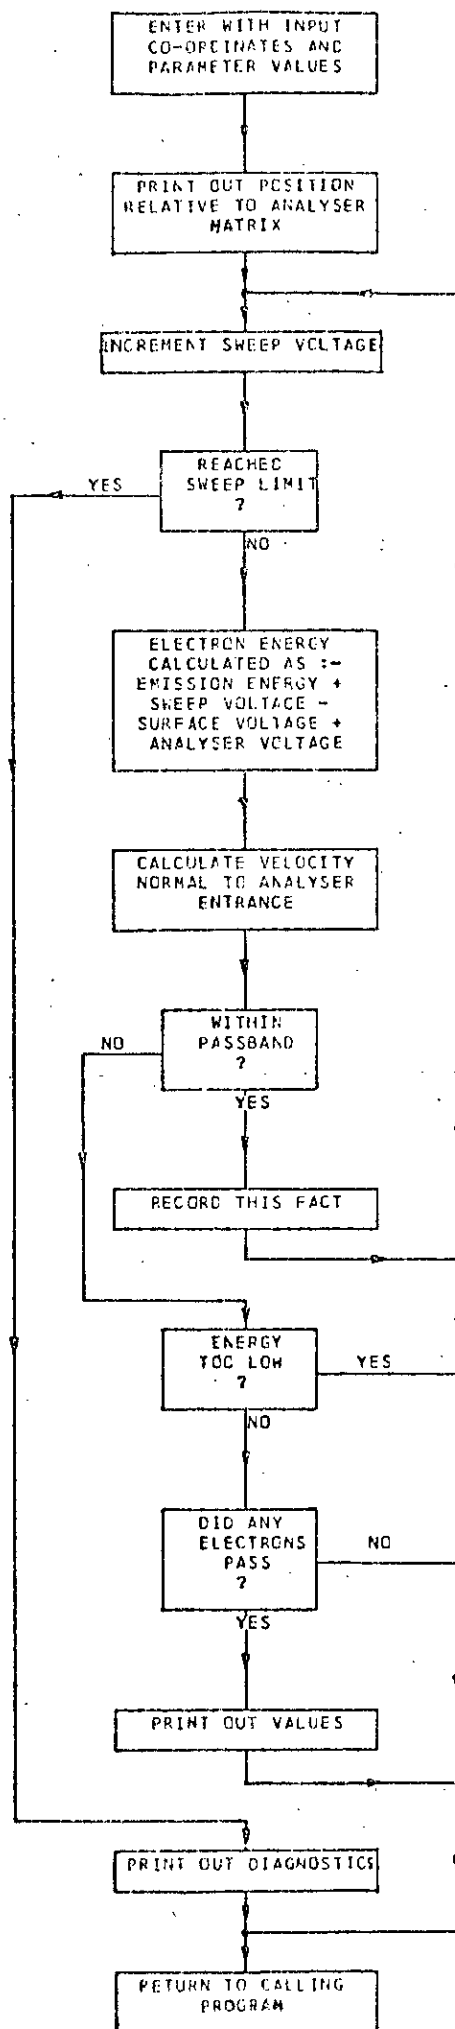 ENTER WITH INPUT
CO-ORDINATES AND
PARAMETER VALUES
PRINT OUT POSITION
RELATIVE TO ANALYSER
MATRIX
INCREMENT SWEEP VOLTAGE
REACHED
SWEEP LIMIT
?
YES
NO
ELECTRON ENERGY
CALCULATED AS :-
EMISSION ENERGY +
SWEEP VOLTAGE -
SURFACE VOLTAGE +
ANALYSER VOLTAGE
CALCULATE VELOCITY
NORMAL TO ANALYSER
ENTRANCE
WITHIN
PASSBAND
?
NO
YES
RECORD THIS FACT
ENERGY
TOO LOW
?
YES
NO
DID ANY
ELECTRONS
PASS
?
NO
YES
PRINT OUT VALUES
PRINT OUT DIAGNOSTICS
RETURN TO CALLING
PROGRAM